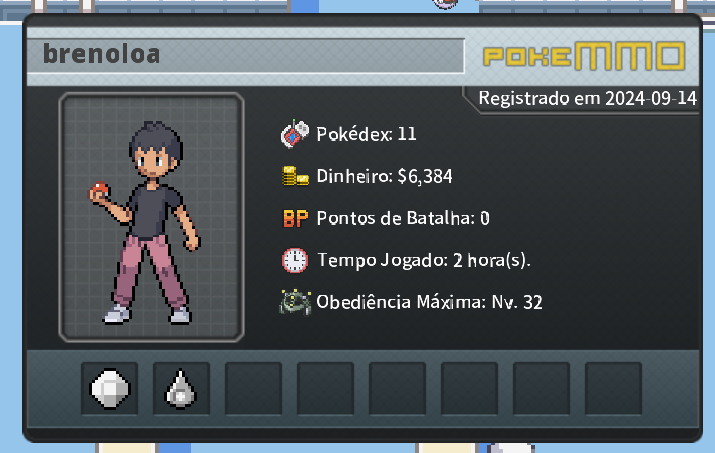 brenoloa
POKEMMO
Registrado em 2024-09-14
Pokédex: 11
Dinheiro: $6,384
BP Pontos de Batalha: 0
Tempo Jogado: 2 hora(s).
Obediência Máxima: Nv. 32